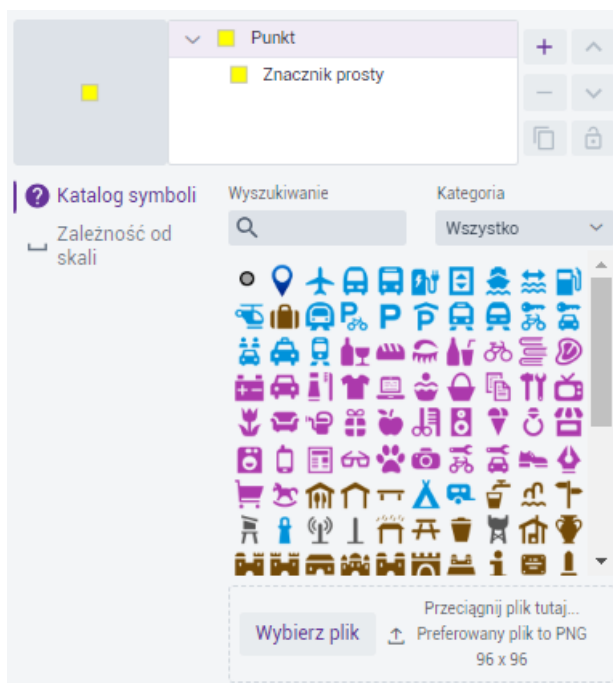 Punkt
Znacznik prosty
Katalog symboli
Zależność od
skali
Wyszukiwanie
Kategoria
Wszystko
Wybierz plik
Przeciągnij plik tutaj...
Preferowany plik to PNG
96 x 96